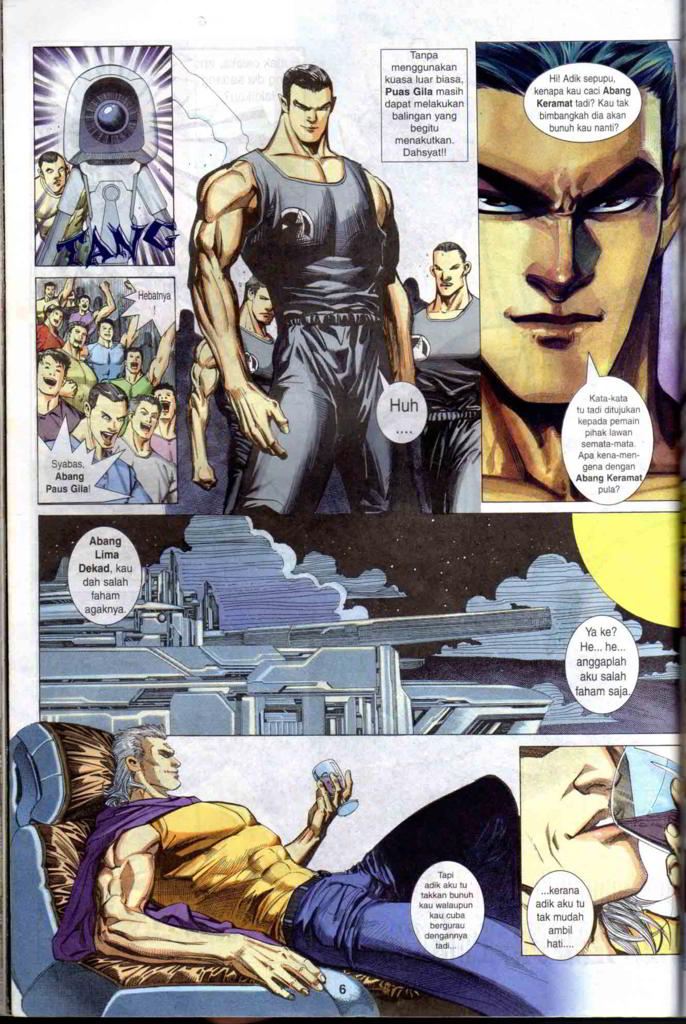 TANG
Hebatnya
!
Syabas,
Abang
Paus Gila!
Tanpa
menggunakan
kuasa luar biasa,
Puas Gila masih
dapat melakukan
balingan yang
begitu
menakutkan.
Dahsyat!!
Huh
....
Hi! Adik sepupu,
kenapa kau caci Abang
Keramat tadi? Kau tak
bimbangkah dia akan
bunuh kau nanti?
Kata-kata
tu tadi ditujukan
kepada pemain
pihak lawan
semata-mata.
Apa kena-men-
gena dengan
Abang Keramat
pula?
Abang
Lima
Dekad, kau
dah salah
faham
agaknya.
Ya ke?
He... he...
anggaplah
aku salah
faham saja.
Tapi
adik aku tu
takkan bunuh
kau walaupun
kau cuba
bergurau
dengannya
tadi...
...kerana
adik aku tu
tak mudah
ambil
hati....
6